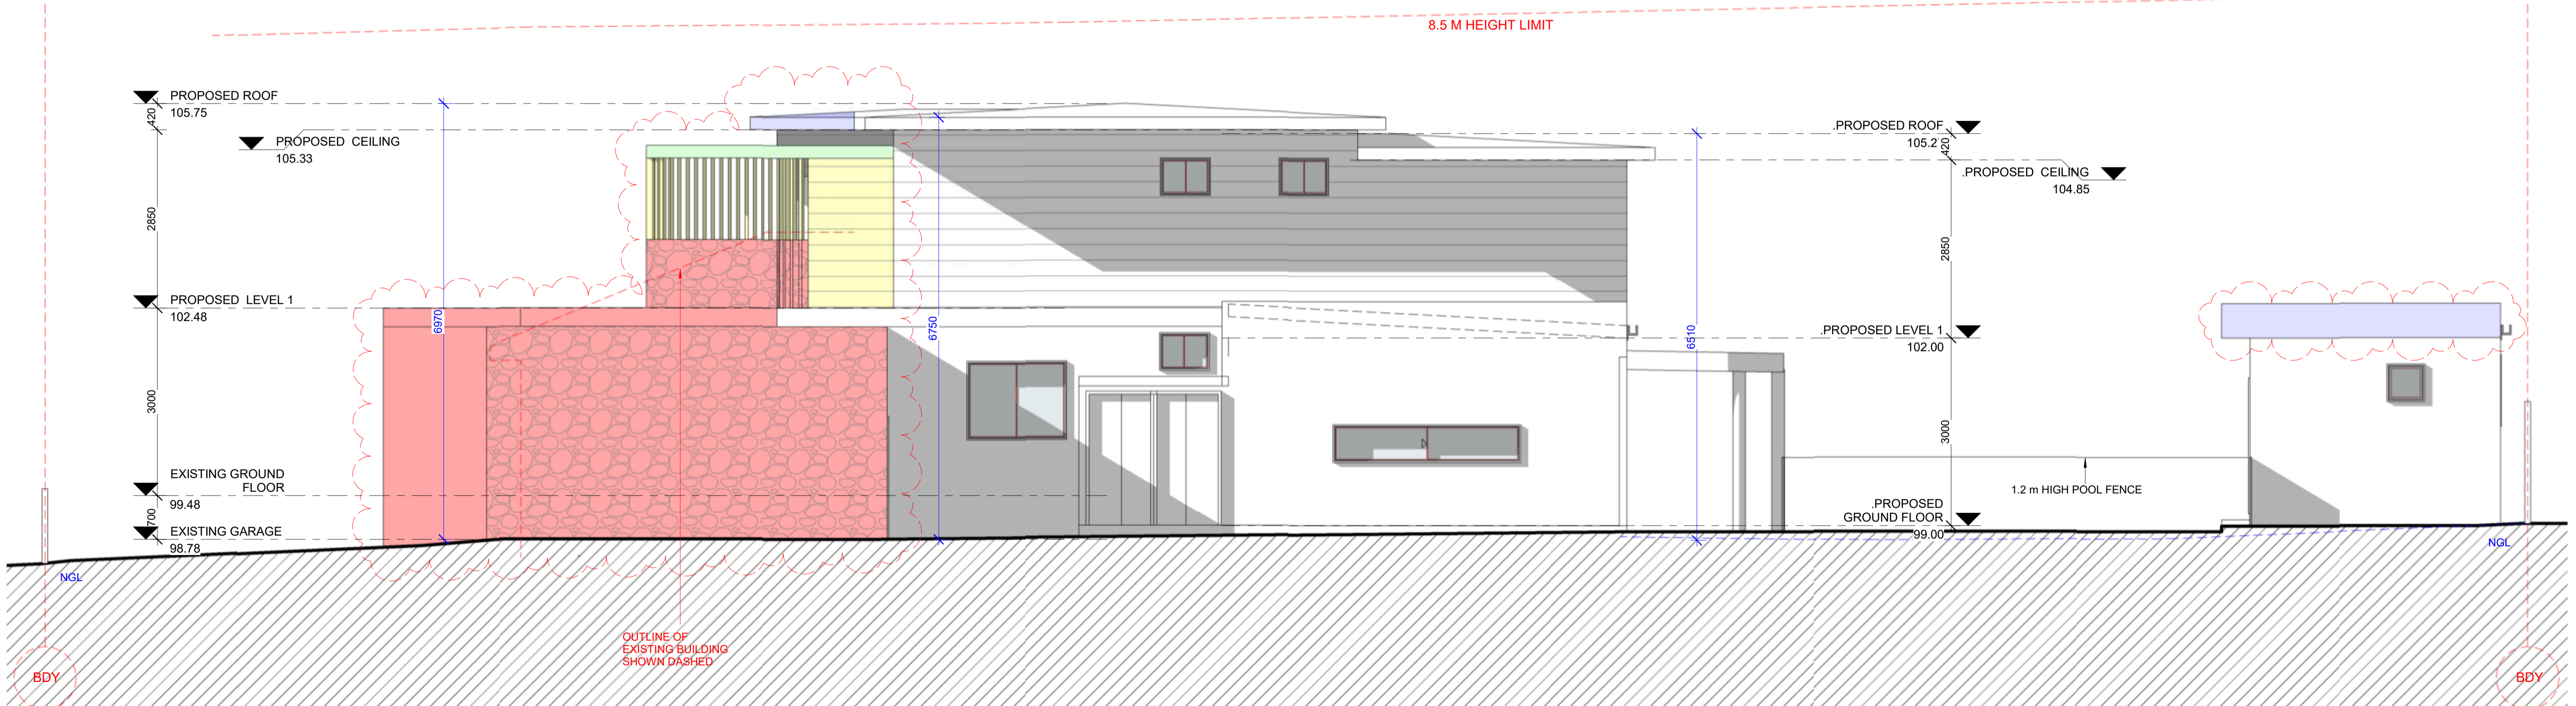 8.5 M HEIGHT LIMIT
PROPOSED ROOF
105.75
420
PROPOSED CEILING
105.33
2850
PROPOSED LEVEL 1
102.48
6970
6750
3000
EXISTING GROUND
FLOOR
99.48
700
EXISTING GARAGE
98.78
NGL
BDY
OUTLINE OF
EXISTING BUILDING
SHOWN DASHED
6510
.PROPOSED ROOF
105.2
420
.PROPOSED CEILING
104.85
2850
.PROPOSED LEVEL 1
102.00
3000
.PROPOSED
GROUND FLOOR
99.00
1.2 m HIGH POOL FENCE
NGL
BDY